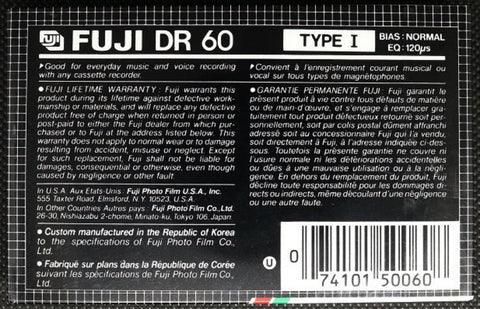 Fuji FUJI DR 60 TYPE I BIAS: NORMAL
EQ: 120µs
▸Good for everyday music and voice recording
with any cassette recorder.
●FUJI LIFETIME WARRANTY: Fuji warrants this
product during its lifetime against defective work-
manship or materials, and will replace any defective
product free of charge when returned in person or
post-paid to either the Fuji dealer from which pur-
chased or to Fuji at the address listed below. This
warranty does not apply to normal wear or to damage
resulting from accident, misuse or neglect. Except
for such replacement, Fuji shall not be liable for
damages, consequential or otherwise, even though
caused by negligence or other fault.
In U.S.A. Aux Etats-Unis : Fuji Photo Film U.S.A., Inc.
555 Taxter Road, Elmsford, N.Y. 10523, U.S.A.
In Other Countries Autres pays : Fuji Photo Film Co., Ltd.
26-30, Nishiazabu 2-chome, Minato-ku, Tokyo 106, Japan.
●Custom manufactured in the Republic of Korea
to the specifications of Fuji Photo Film Co.,
Ltd.
●Fabriqué sur plans dans la République de Corée
suivant les spécifications de Fuji Photo Film Co.,
Ltd.
▸Convient à l'enregistrement courant musical ou
vocal sur tous types de magnétophones.
●GARANTIE PERMANENTE FUJI: Fuji garantit le
présent produit à vie contre tous défauts de matière
ou de main d'œuvre, et s'engage à remplacer gra-
tuitement tout produit défectueux retourné soit per-
sonnellement, soit par colis postal dûment affranchi
adressé soit au concessionnaire Fuji qui l'a vendu,
soit directement à Fuji, à l'adresse indiquée ci-des-
sous. Toutefois la présente garantie ne couvre ni
l'usure normale ni les détériorations accidentelles
ou dûes à une mauvaise utilisation ou à la négli-
gence. En dehors du remplacement du produit, Fuji
décline toute responsabilité pour les dommages di-
rects ou indirects, même découlant d'une négligence
ou une autre faute.
U
0 74101 50060